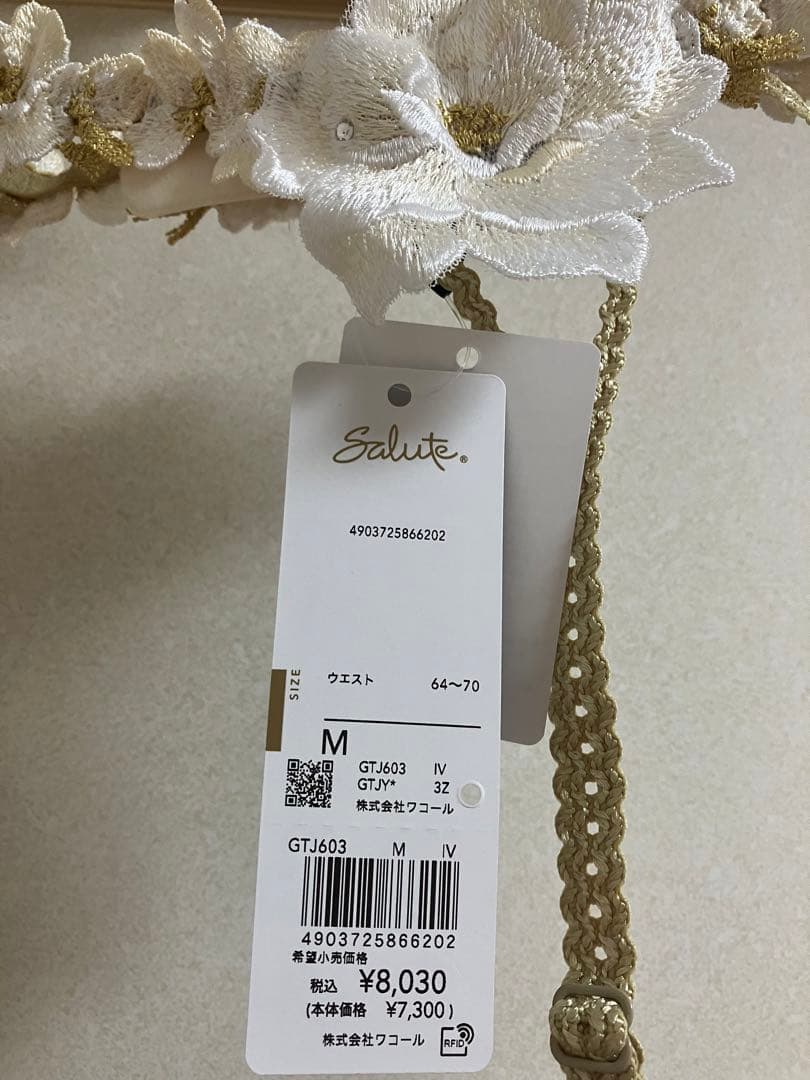 Salute®
4903725866202
SIZE
ウエスト 64〜70
M
GTJ603 IV
GTJY* 3Z
株式会社ワコール
GTJ603 M IV
4903725866202
希望小売価格
税込 ¥8,030
(本体価格 ¥7,300)
株式会社ワコール
RFID